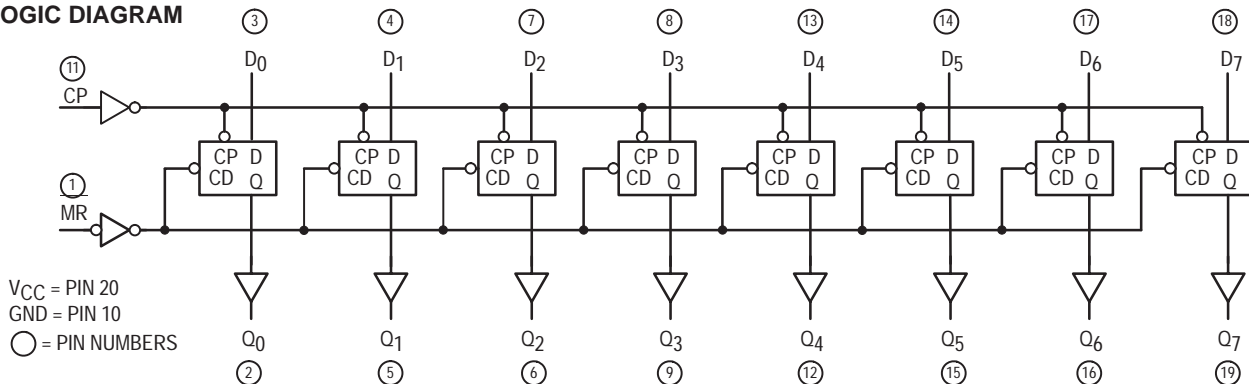 OGIC DIAGRAM
3 4 7 8 13 14 17 18
D0 D1 D2 D3 D4 D5 D6 D7
11
CP
CP D CP D CP D CP D CP D CP D CP D CP D
CD Q CD Q CD Q CD Q CD Q CD Q CD Q CD Q
1
MR
VCC = PIN 20
GND = PIN 10
= PIN NUMBERS
Q0 Q1 Q2 Q3 Q4 Q5 Q6 Q7
2 5 6 9 12 15 16 19